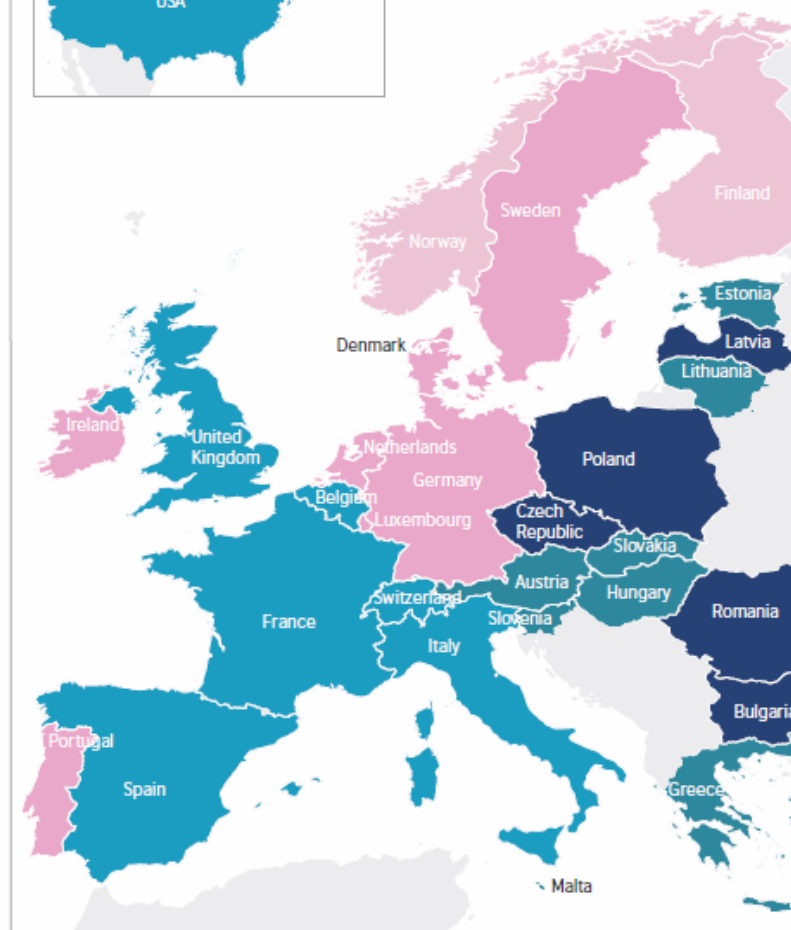 USA
Finland
Sweden
Norway
Estonia
Denmark
Latvia
Lithuania
Ireland
United
Kingdom
Netherlands
Poland
Germany
Belgium
Czech
Republic
Luxembourg
Slovakia
Austria
Hungary
Switzerland
Romania
France
Slovenia
Italy
Bulgaria
Portugal
Spain
Greece
Malta